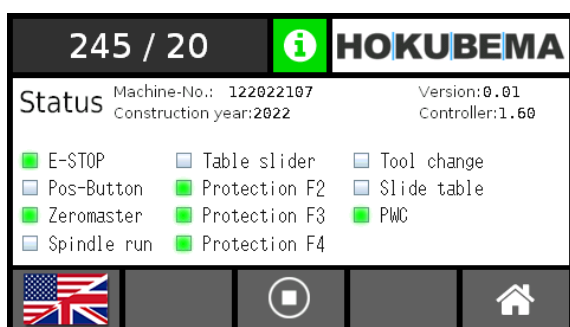 245 / 20
i
HOKUBEMA
Status
Machine-No.: 122022107
Version:0.01
Construction year:2022
Controller:1.60
E-STOP
Table slider
Tool change
Pos-Button
Protection F2
Slide table
Zeromaster
Protection F3
PWC
Spindle run
Protection F4